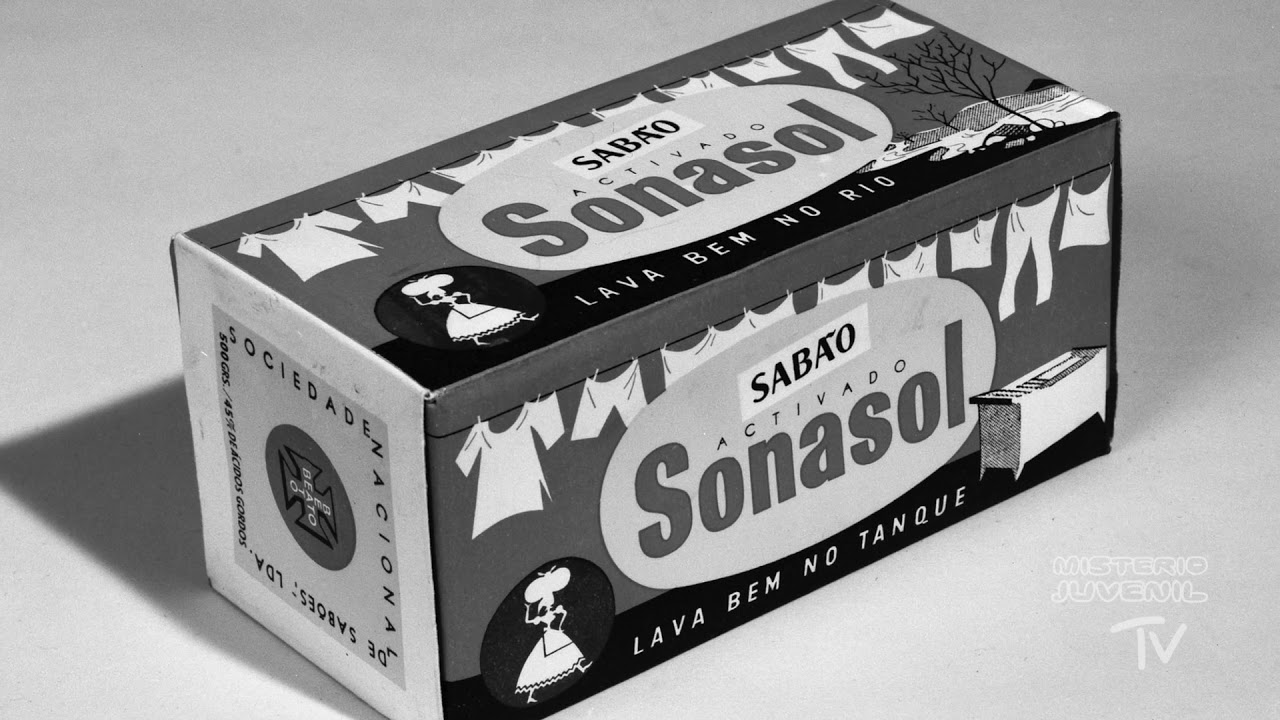 SABÃO
ACTIVADO
Sonasol
LAVA BEM NO RIO
SABÃO
ACTIVADO
Sonasol
LAVA BEM NO TANQUE
SOCIEDADE NACIONAL
DE SABÕES, LDA.
500 GRS. / 45% DE ÁCIDOS GORDOS
BEATO
MISTERIO
JUVENIL
TV